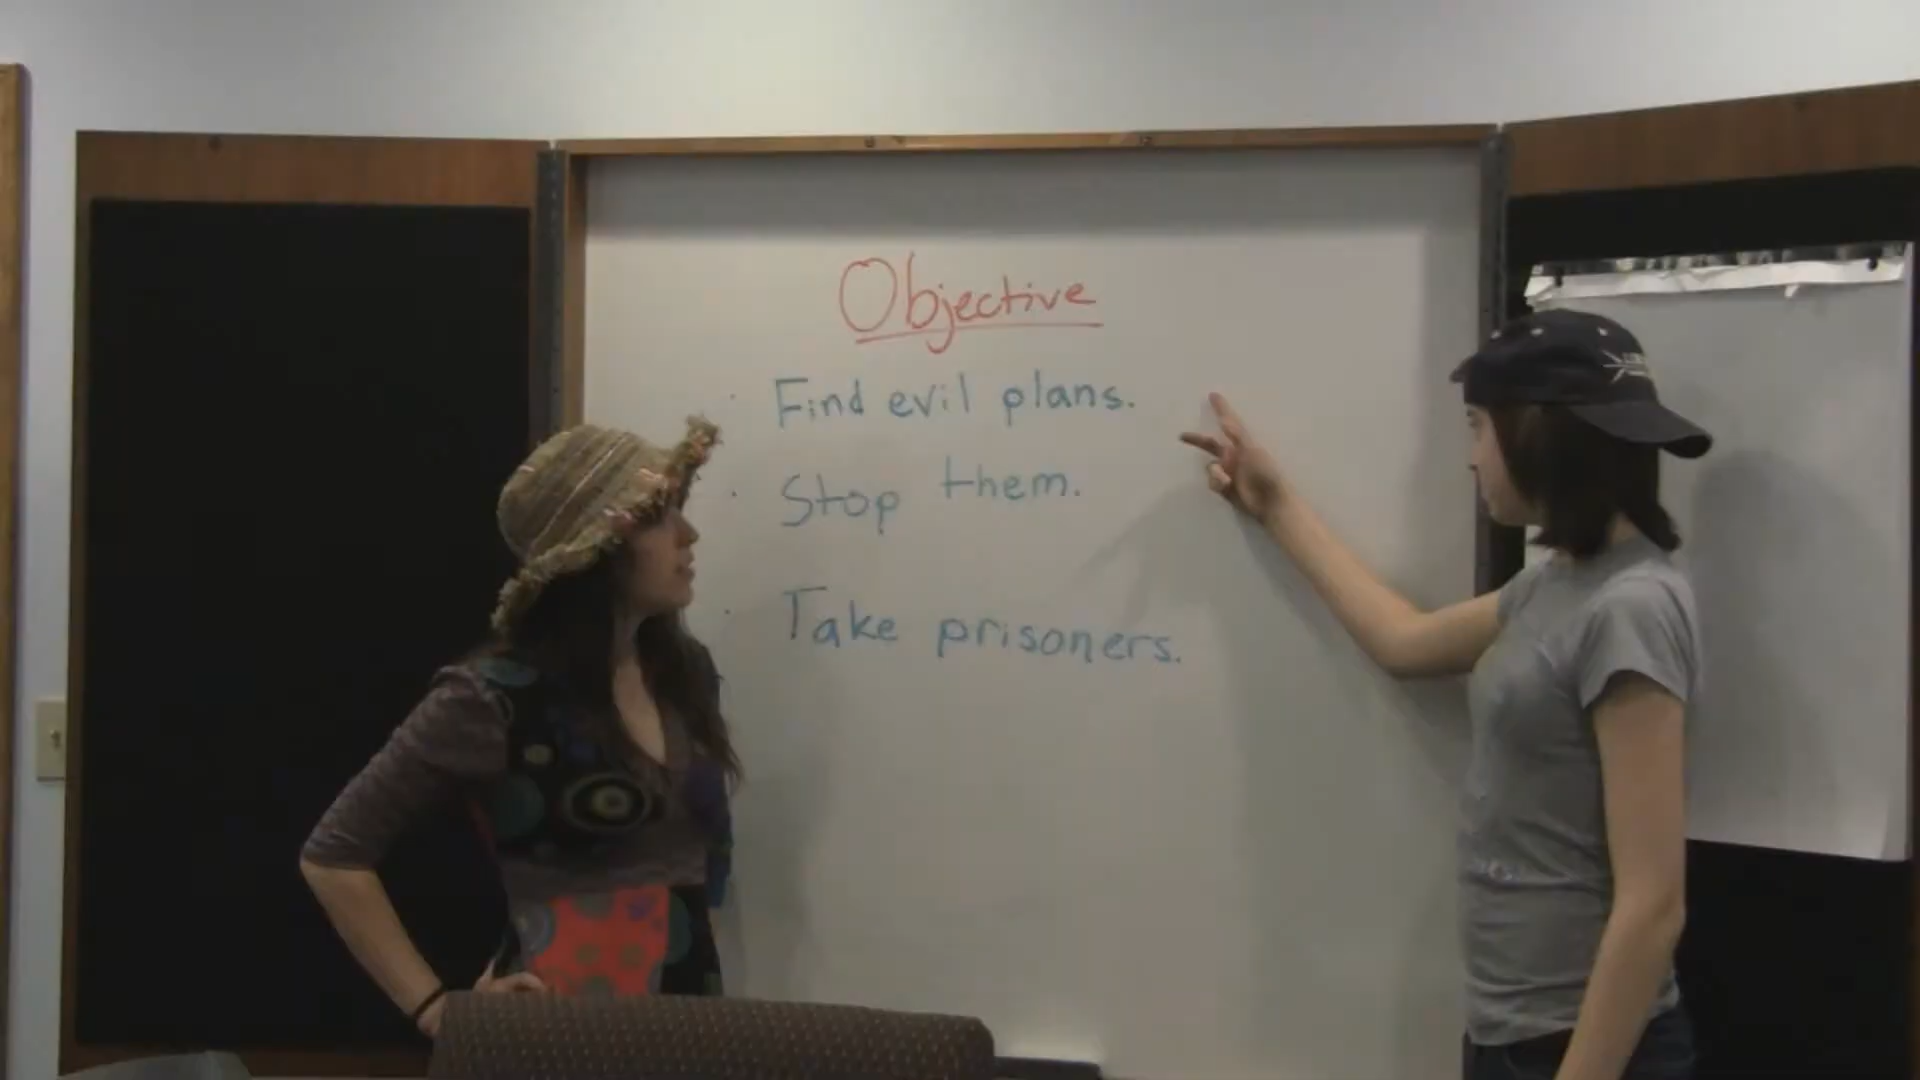 Objective
· Find evil plans.
· Stop them.
· Take prisoners.